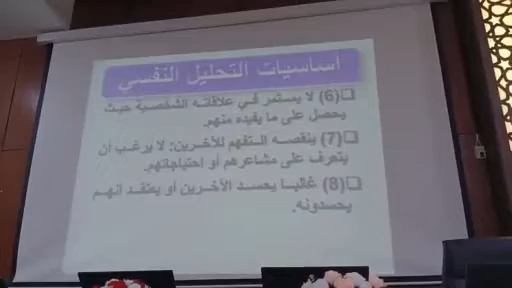 أساسيات التحليل النفسي
❑(6) لا يستمر في علاقاته الشخصية حيث
يحصل على ما يفيده منهم.
❑(7) ينقصه التفهم للآخرين: لا يرغب أن
يتعرف على مشاعرهم أو احتياجاتهم.
❑(8) غالبا يحسد الآخرين أو يعتقد انهم
يحسدونه.